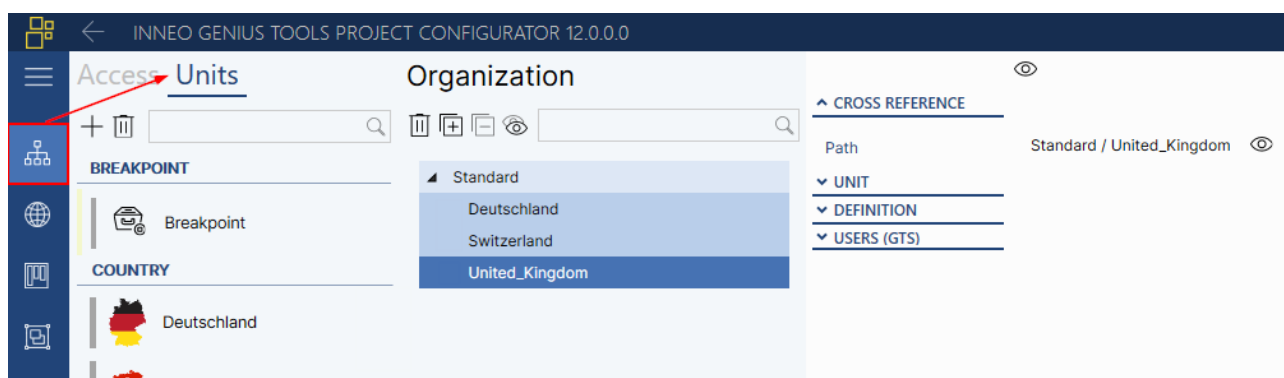 INNEO GENIUS TOOLS PROJECT CONFIGURATOR 12.0.0.0
Access Units
BREAKPOINT
Breakpoint
COUNTRY
Deutschland
Organization
Standard
Deutschland
Switzerland
United_Kingdom
CROSS REFERENCE
Path Standard / United_Kingdom
UNIT
DEFINITION
USERS (GTS)